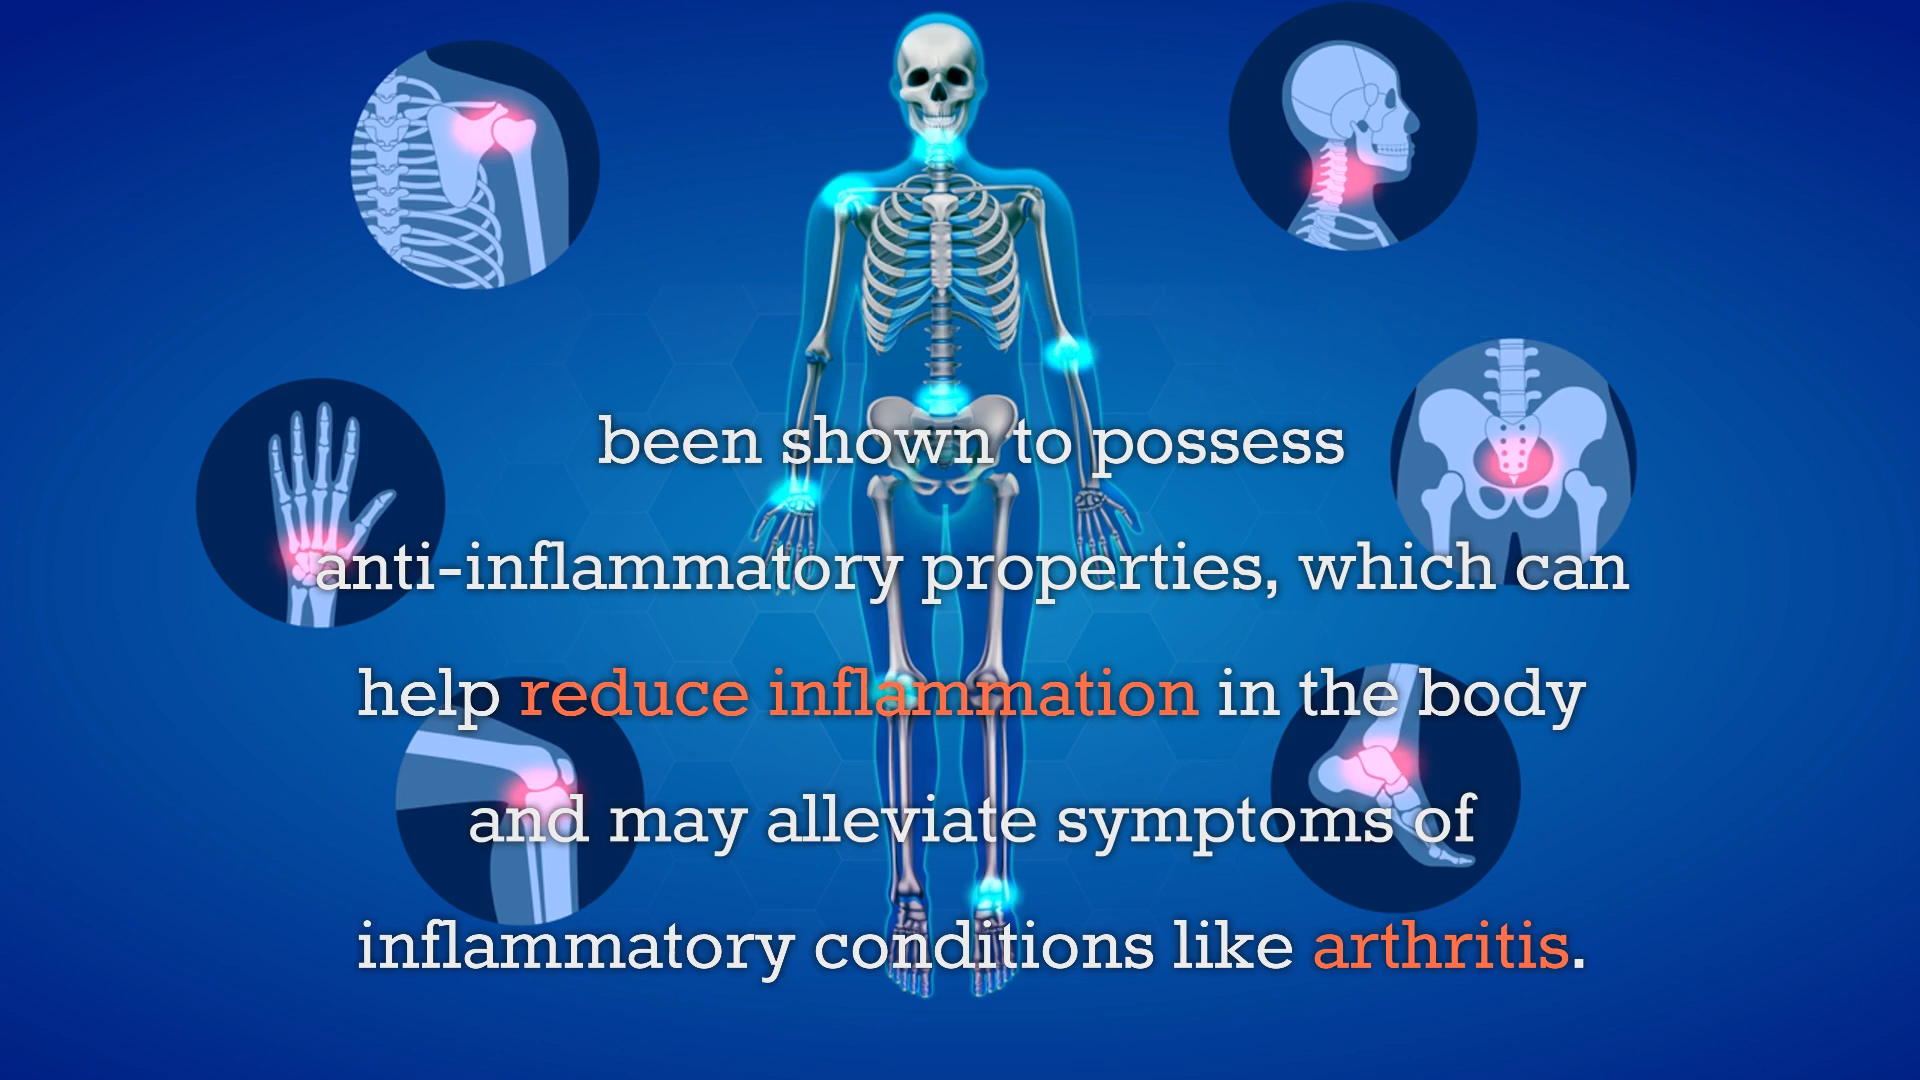 been shown to possess
anti-inflammatory properties, which can
help reduce inflammation in the body
and may alleviate symptoms of
inflammatory conditions like arthritis.